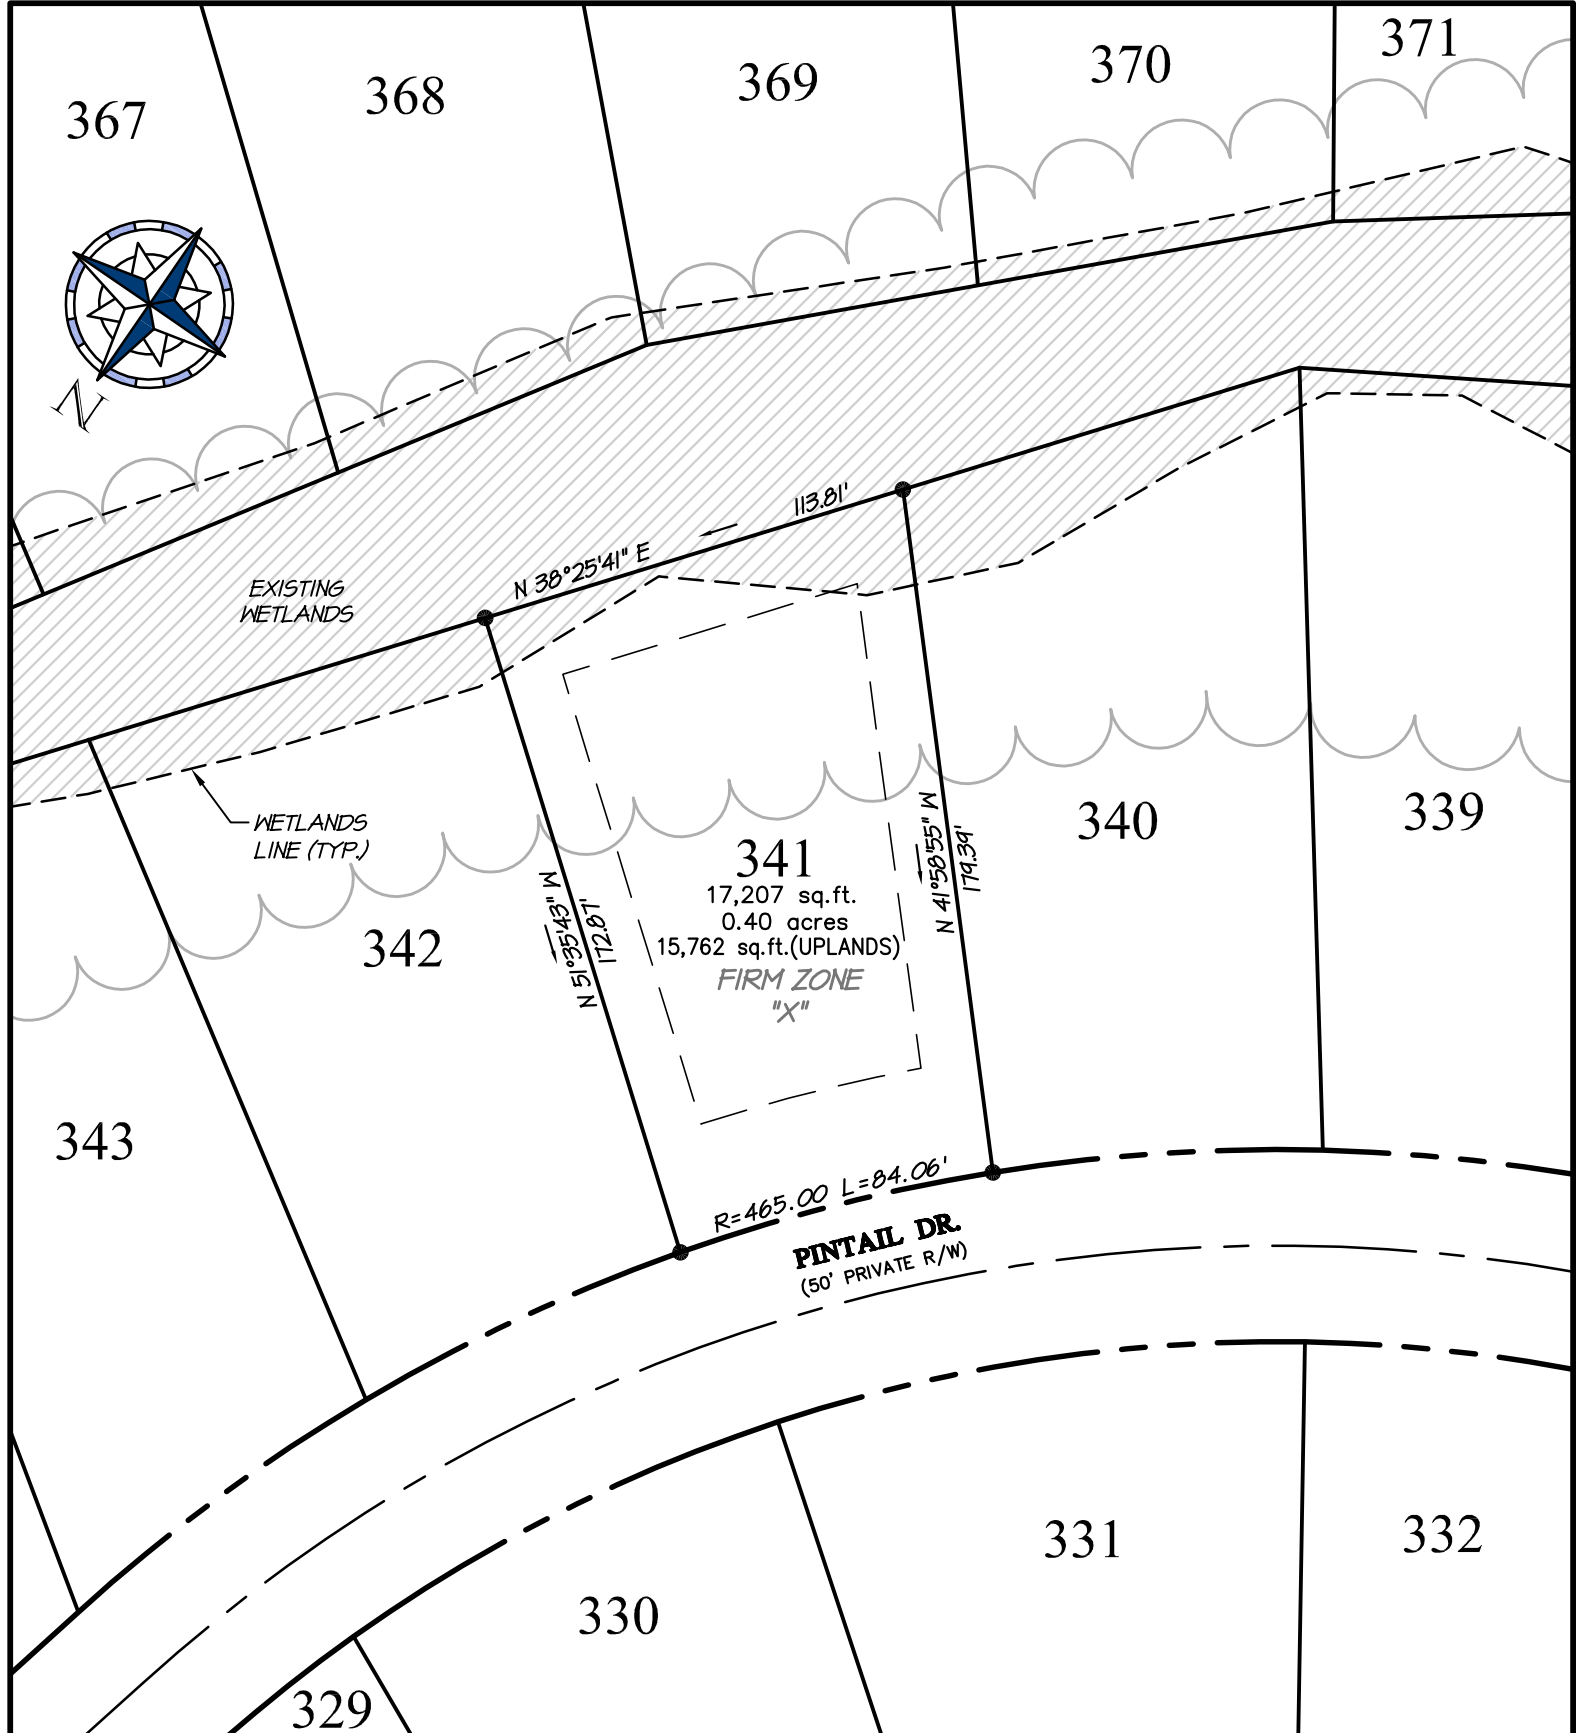 367
368
369
370
371
N
EXISTING
WETLANDS
N 38°25'41" E
113.81'
WETLANDS
LINE (TYP.)
343
342
N 51°35'43" W
172.87'
341
17,207 sq.ft.
0.40 acres
15,762 sq.ft.(UPLANDS)
FIRM ZONE
"X"
N 41°58'55" W
179.39'
340
339
R=465.00 L=84.06'
PINTAIL DR.
(50' PRIVATE R/W)
329
330
331
332